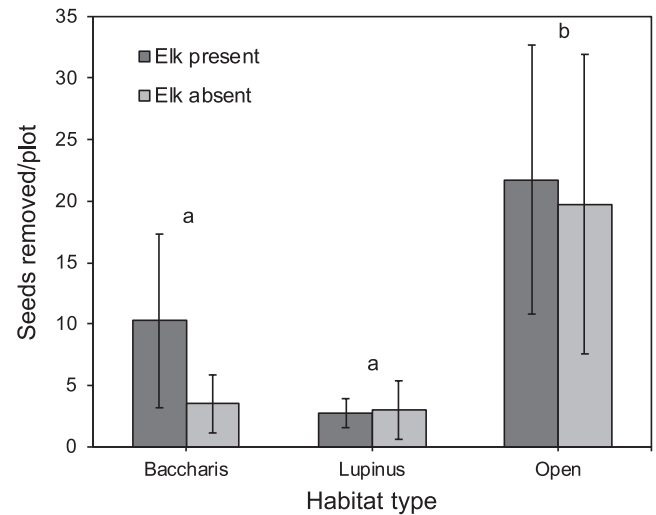 35
30
25
20
15
10
5
0
Seeds removed/plot
Elk present
Elk absent
a
a
b
Baccharis
Lupinus
Open
Habitat type